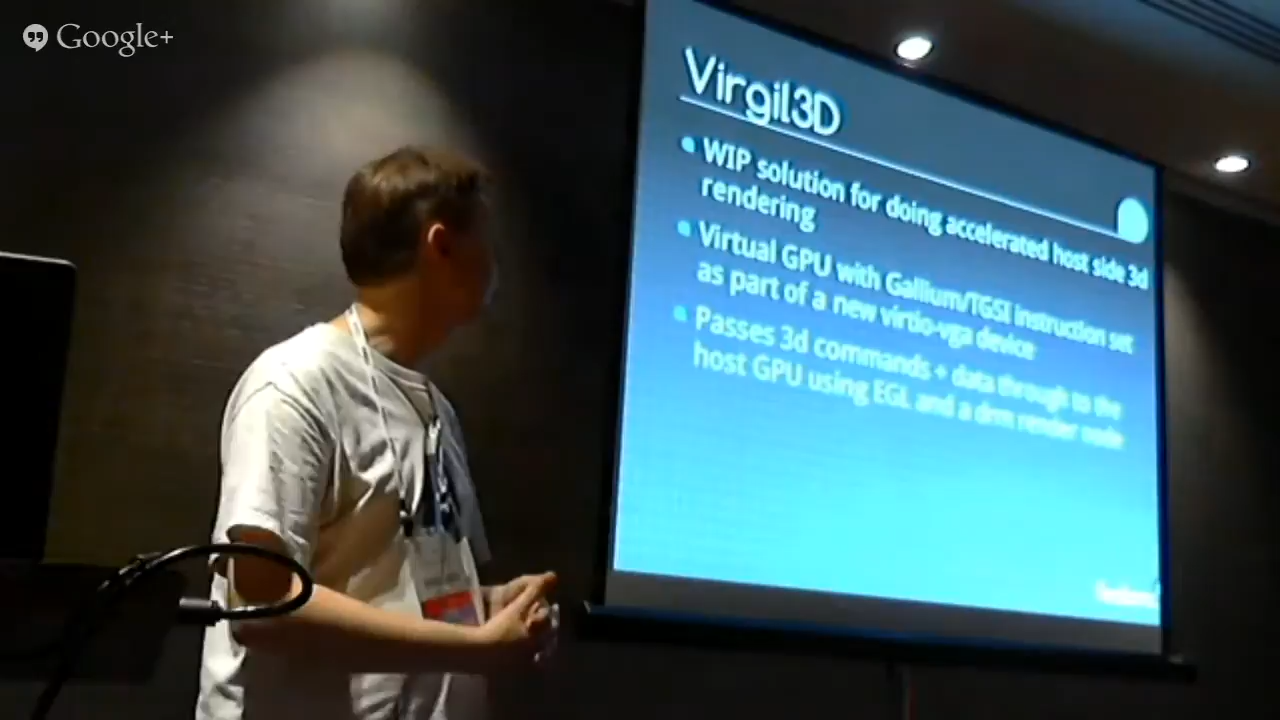 Google+
Virgil3D
WIP solution for doing accelerated host side 3d
rendering
Virtual GPU with Gallium/TGSI instruction set
as part of a new virtio-vga device
Passes 3d commands + data through to the
host GPU using EGL and a drm render node